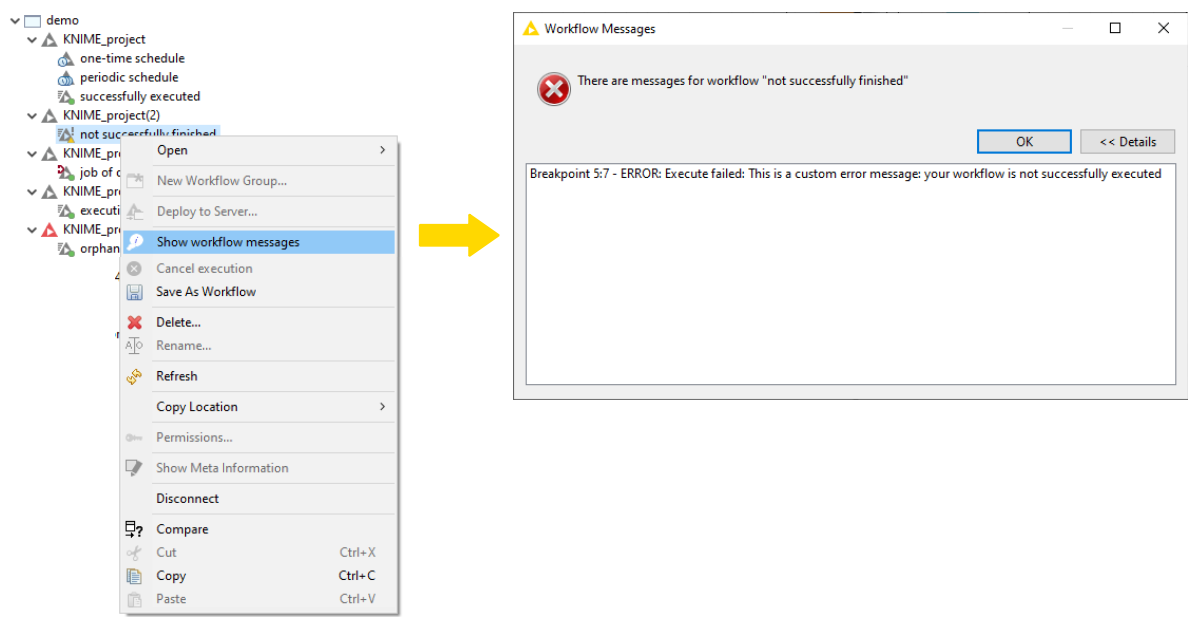 demo
KNIME_project
one-time schedule
periodic schedule
successfully executed
KNIME_project(2)
not successfully finished
KNIME_pr
job of
KNIME_pr
executi
KNIME_pr
orphan
Open
New Workflow Group...
Deploy to Server...
Show workflow messages
Cancel execution
Save As Workflow
Delete...
Rename...
Refresh
Copy Location
Permissions...
Show Meta Information
Disconnect
Compare
Cut Ctrl+X
Copy Ctrl+C
Paste Ctrl+V
Workflow Messages
There are messages for workflow "not successfully finished"
OK
<< Details
Breakpoint 5:7 - ERROR: Execute failed: This is a custom error message: your workflow is not successfully executed